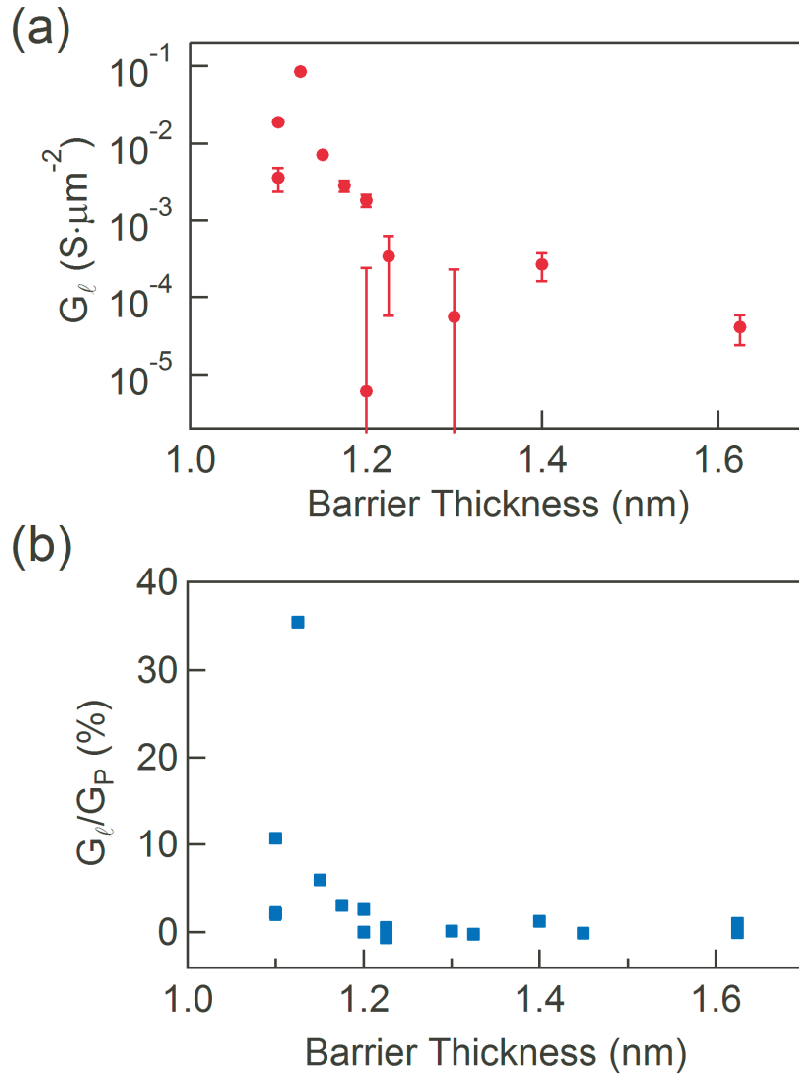 (a)
10⁻¹
10⁻²
10⁻³
10⁻⁴
10⁻⁵
G_ℓ (S·μm⁻²)
1.0 1.2 1.4 1.6
Barrier Thickness (nm)
(b)
40
30
20
10
0
G_ℓ/G_P (%)
1.0 1.2 1.4 1.6
Barrier Thickness (nm)